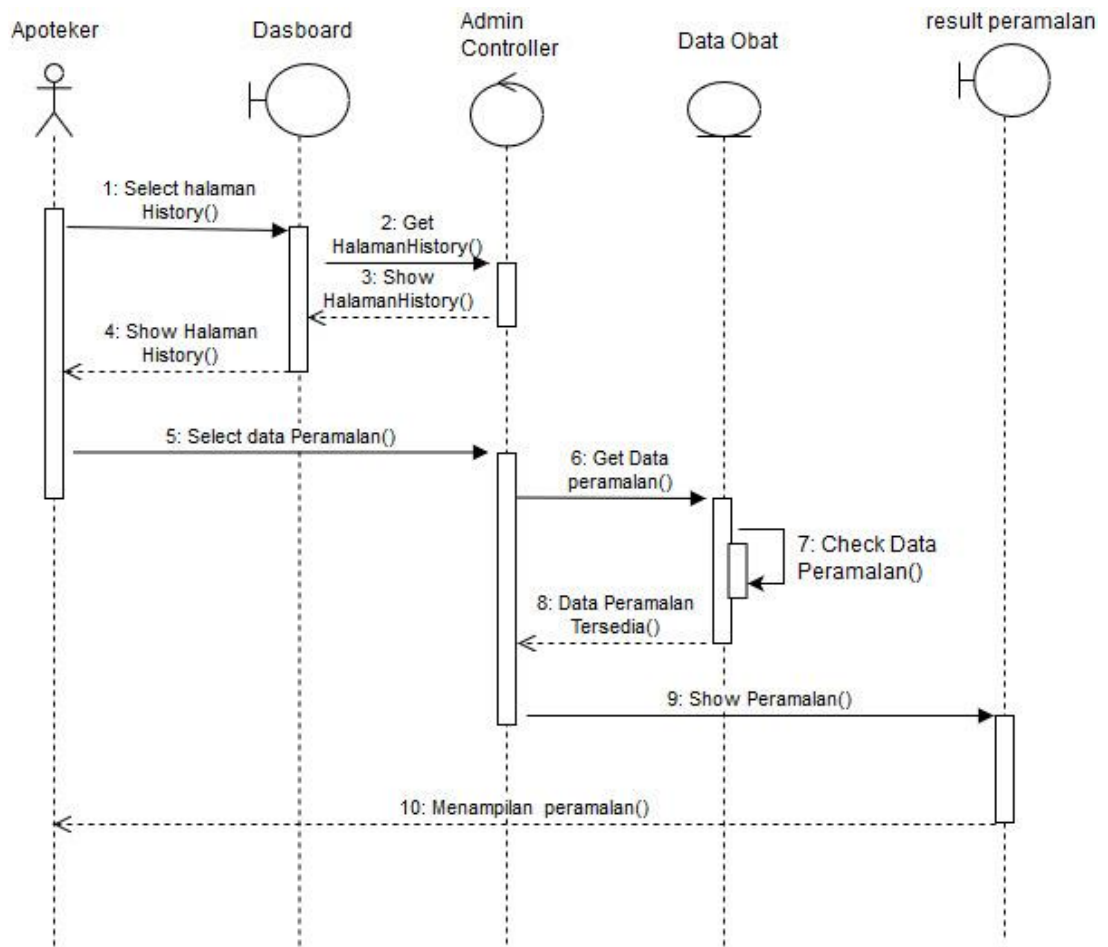 Apoteker
Dasboard
Admin
Controller
Data Obat
result peramalan
1: Select halaman
History()
2: Get
HalamanHistory()
3: Show
HalamanHistory()
4: Show Halaman
History()
5: Select data Peramalan()
6: Get Data
peramalan()
7: Check Data
Peramalan()
8: Data Peramalan
Tersedia()
9: Show Peramalan()
10: Menampilan  peramalan()